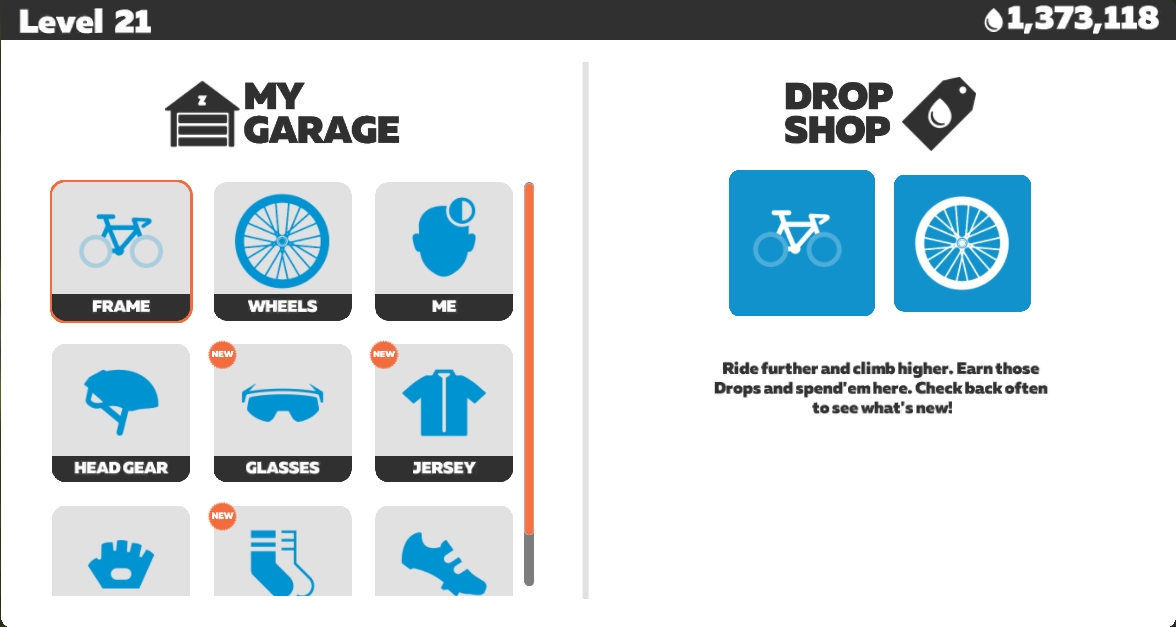 Level 21
1,373,118
Z
MY
GARAGE
DROP
SHOP
FRAME
WHEELS
ME
HEAD GEAR
NEW
GLASSES
NEW
JERSEY
NEW
Ride further and climb higher. Earn those
Drops and spend'em here. Check back often
to see what's new!